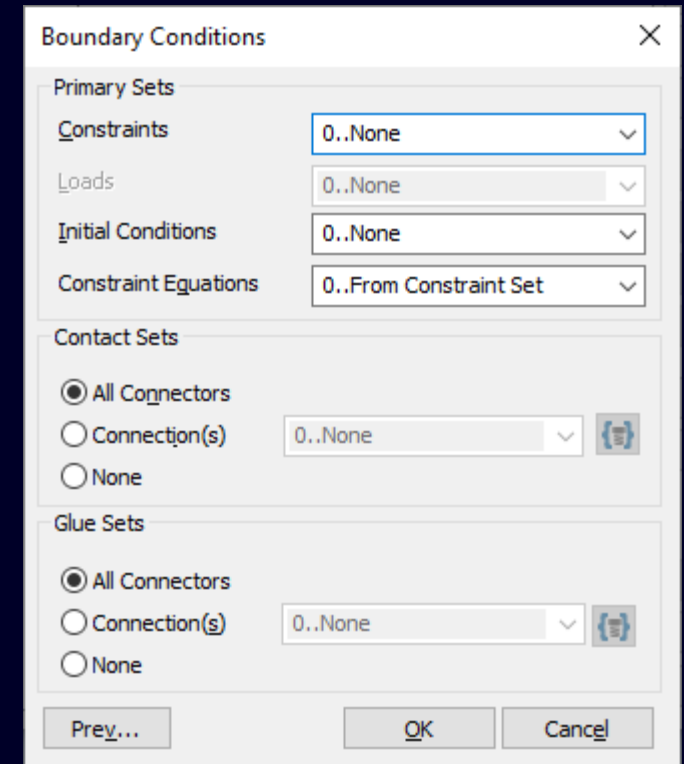 Boundary Conditions
Primary Sets
Constraints 0..None
Loads 0..None
Initial Conditions 0..None
Constraint Equations 0..From Constraint Set
Contact Sets
All Connectors
Connection(s) 0..None
None
Glue Sets
All Connectors
Connection(s) 0..None
None
Prev... OK Cancel